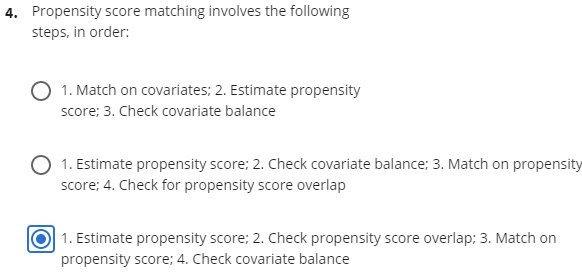 4. Propensity score matching involves the following
steps, in order:
1. Match on covariates; 2. Estimate propensity
score; 3. Check covariate balance
1. Estimate propensity score; 2. Check covariate balance; 3. Match on propensity
score; 4. Check for propensity score overlap
1. Estimate propensity score; 2. Check propensity score overlap; 3. Match on
propensity score; 4. Check covariate balance